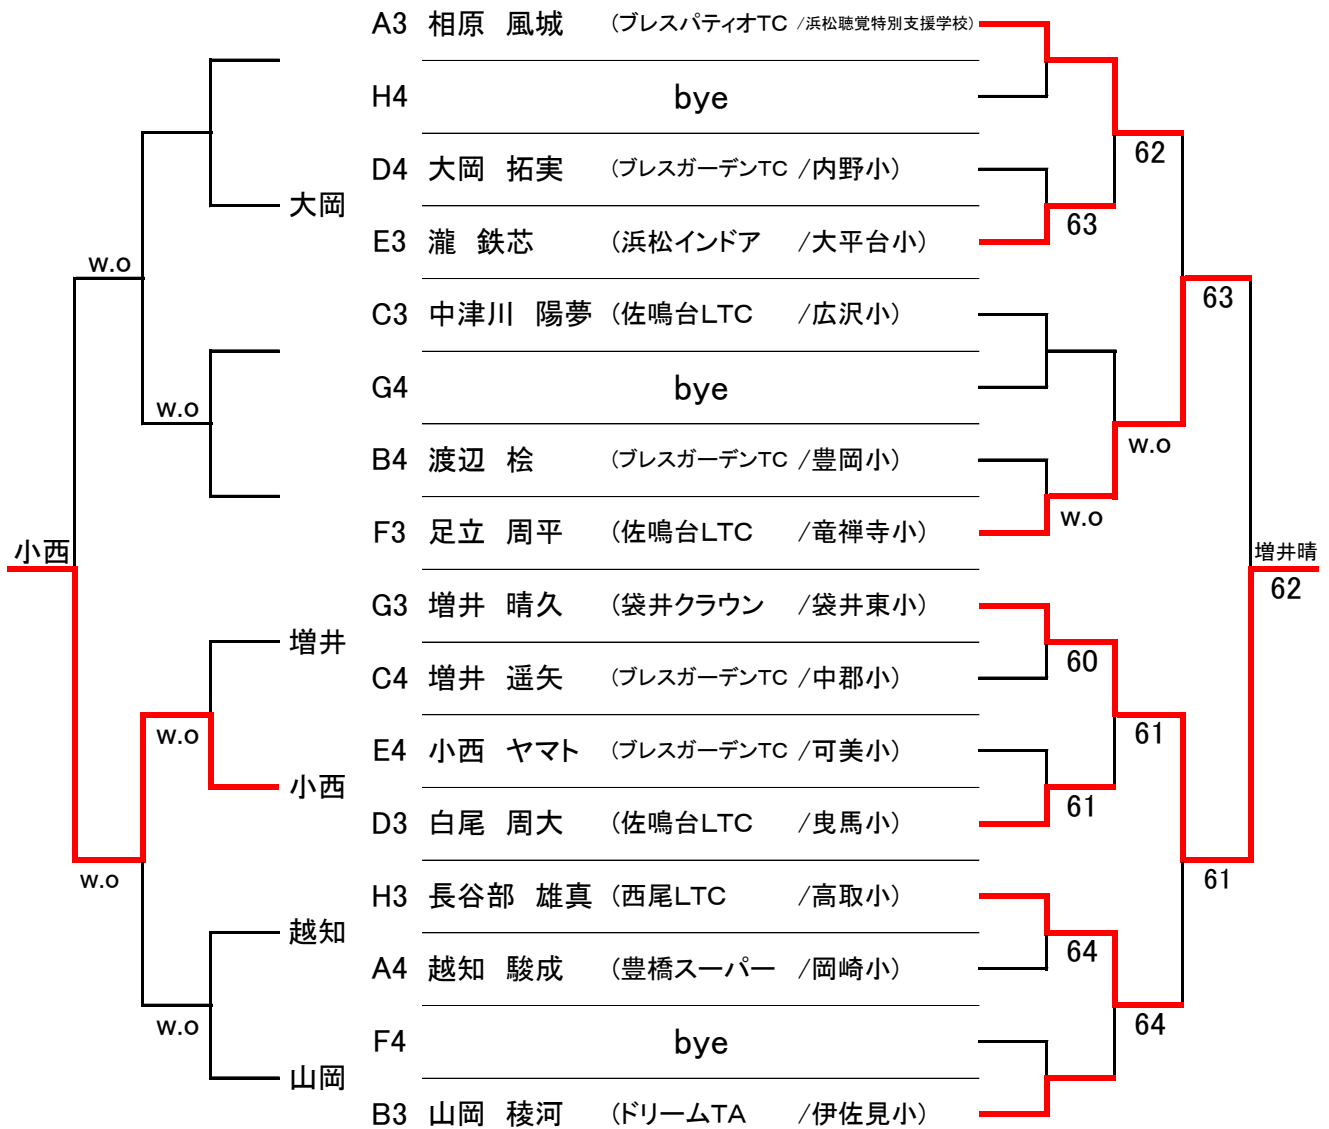 A3 相原 風城 (ブレスパティオTC /浜松聴覚特別支援学校)
H4 bye
62
D4 大岡 拓実 (ブレスガーデンTC /内野小)
大岡
63
E3 瀧 鉄芯 (浜松インドア /大平台小)
w.o
63
C3 中津川 陽夢 (佐鳴台LTC /広沢小)
G4 bye
w.o
w.o
B4 渡辺 桧 (ブレスガーデンTC /豊岡小)
w.o
F3 足立 周平 (佐鳴台LTC /竜禅寺小)
小西
増井晴
62
G3 増井 晴久 (袋井クラウン /袋井東小)
増井
60
C4 増井 遥矢 (ブレスガーデンTC /中郡小)
w.o
61
E4 小西 ヤマト (ブレスガーデンTC /可美小)
小西
61
D3 白尾 周大 (佐鳴台LTC /曳馬小)
w.o
61
H3 長谷部 雄真 (西尾LTC /高取小)
越知
64
A4 越知 駿成 (豊橋スーパー /岡崎小)
w.o
64
F4 bye
山岡
B3 山岡 稜河 (ドリームTA /伊佐見小)